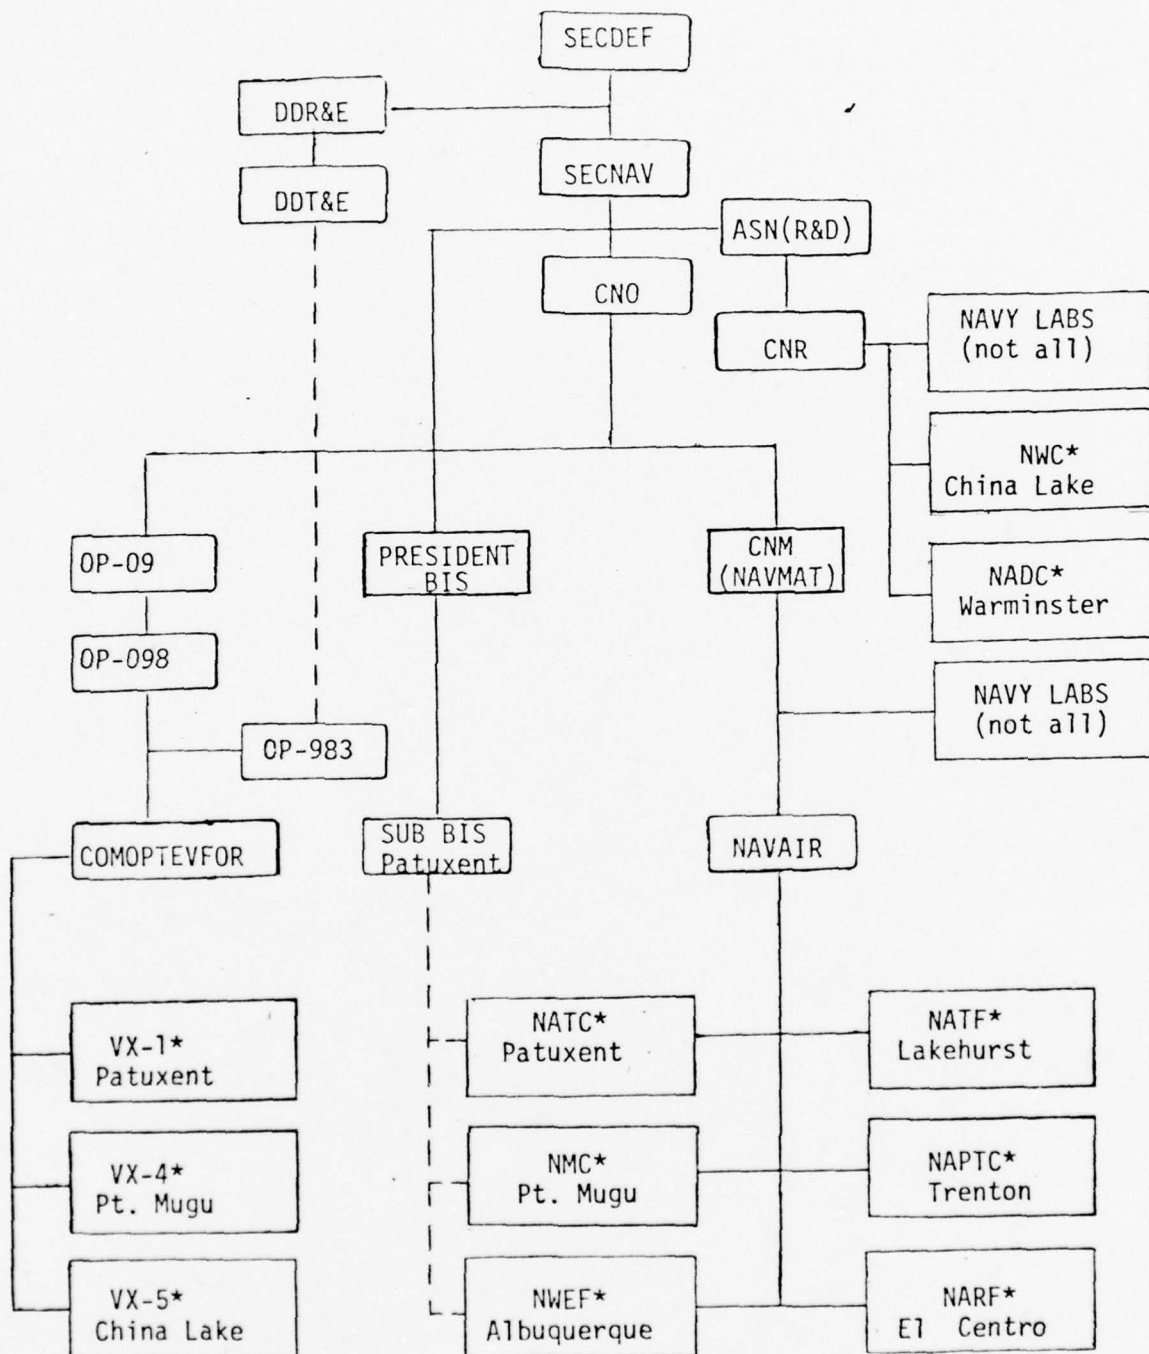 SECDEF
DDR&E
SECNAV
DDT&E
ASN(R&D)
CNO
CNR
NAVY LABS
(not all)
NWC*
China Lake
NADC*
Warminster
OP-09
PRESIDENT
BIS
CNM
(NAVMAT)
OP-098
NAVY LABS
(not all)
OP-983
COMOPTEVFOR
SUB BIS
Patuxent
NAVAIR
VX-1*
Patuxent
NATC*
Patuxent
NATF*
Lakehurst
VX-4*
Pt. Mugu
NMC*
Pt. Mugu
NAPTC*
Trenton
VX-5*
China Lake
NWEF*
Albuquerque
NARF*
El Centro